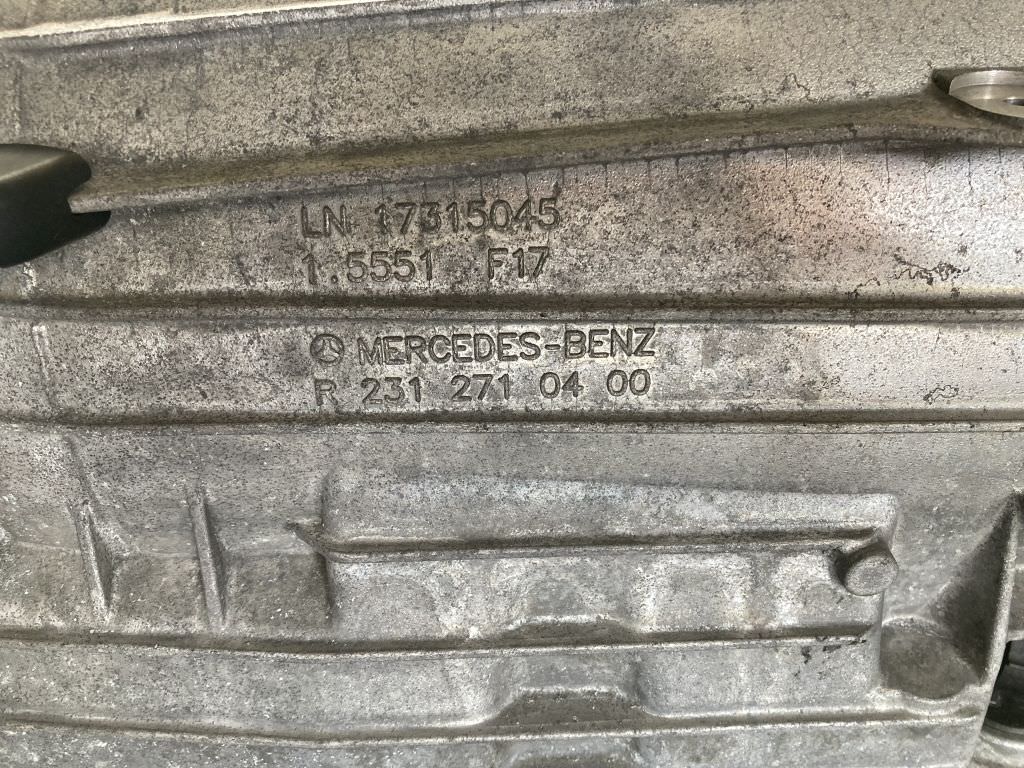 LN 17315045
1.5551 F17
MERCEDES-BENZ
R 231 271 04 00